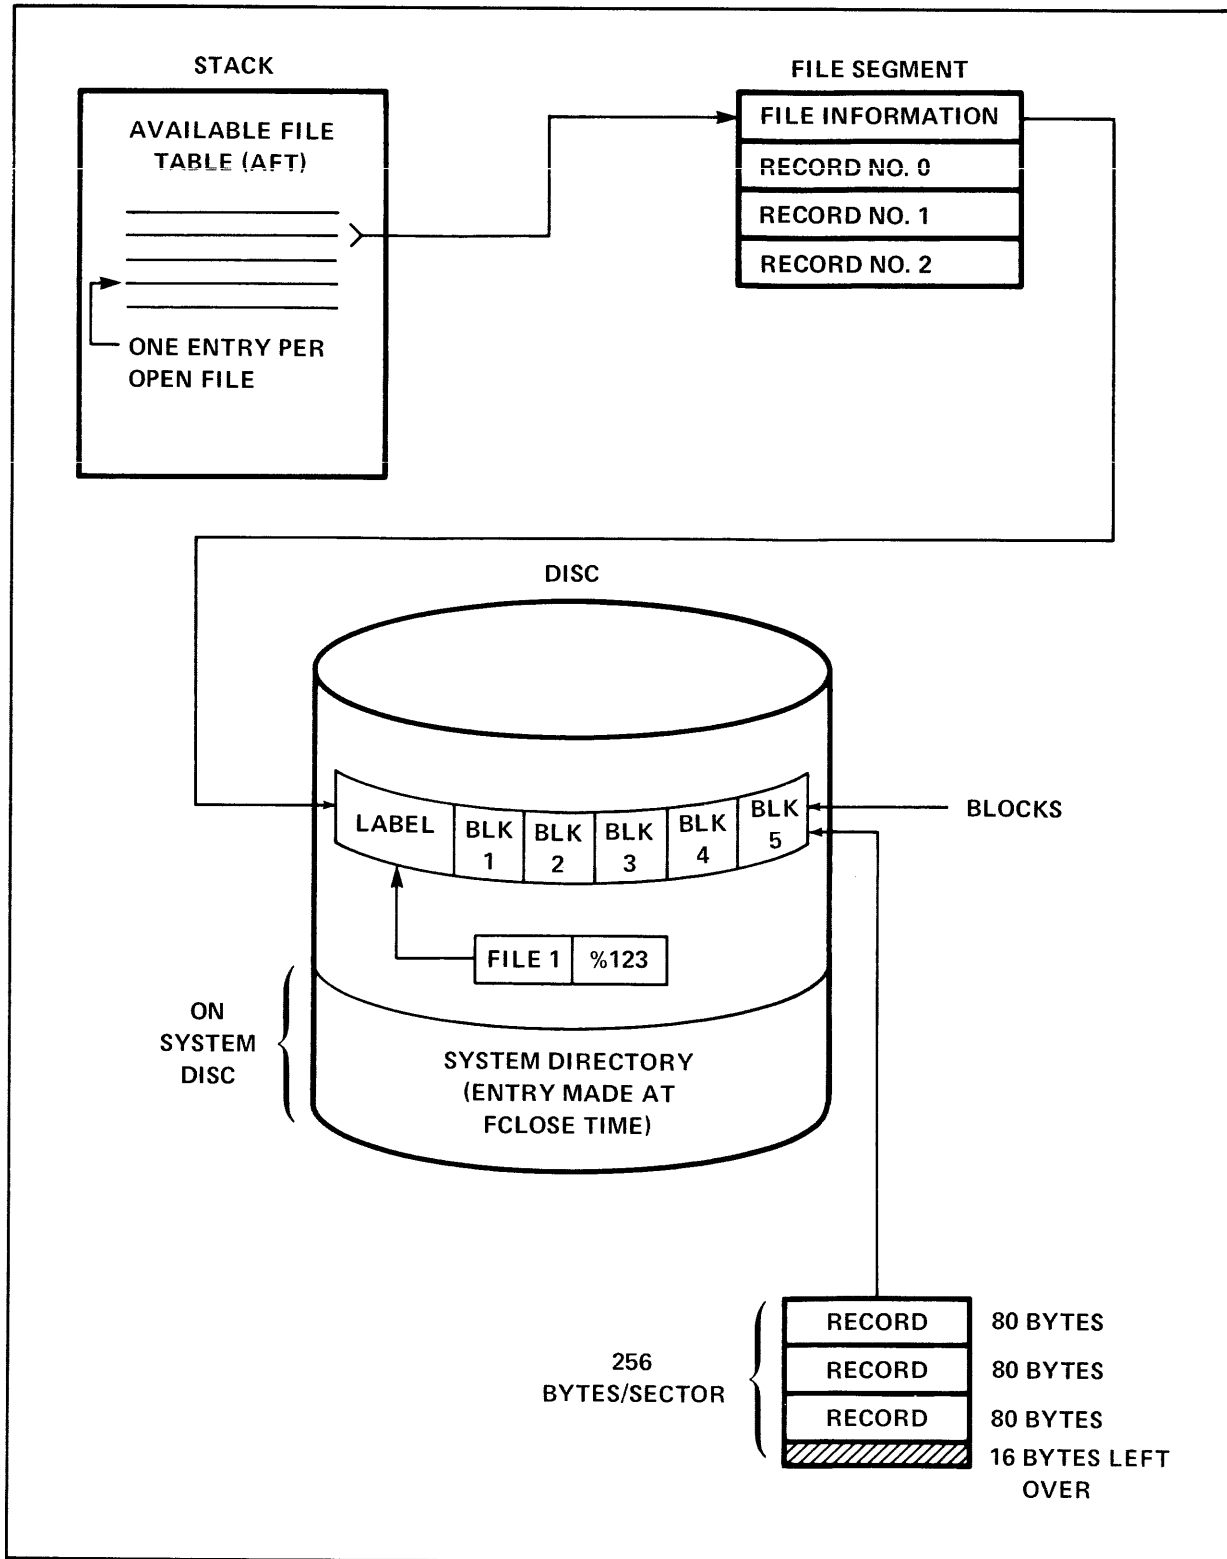 STACK
AVAILABLE FILE
TABLE (AFT)
ONE ENTRY PER
OPEN FILE
FILE SEGMENT
FILE INFORMATION
RECORD NO. 0
RECORD NO. 1
RECORD NO. 2
DISC
LABEL
BLK
1
BLK
2
BLK
3
BLK
4
BLK
5
BLOCKS
FILE 1
%123
ON
SYSTEM
DISC
SYSTEM DIRECTORY
(ENTRY MADE AT
FCLOSE TIME)
256
BYTES/SECTOR
RECORD 80 BYTES
RECORD 80 BYTES
RECORD 80 BYTES
16 BYTES LEFT
OVER